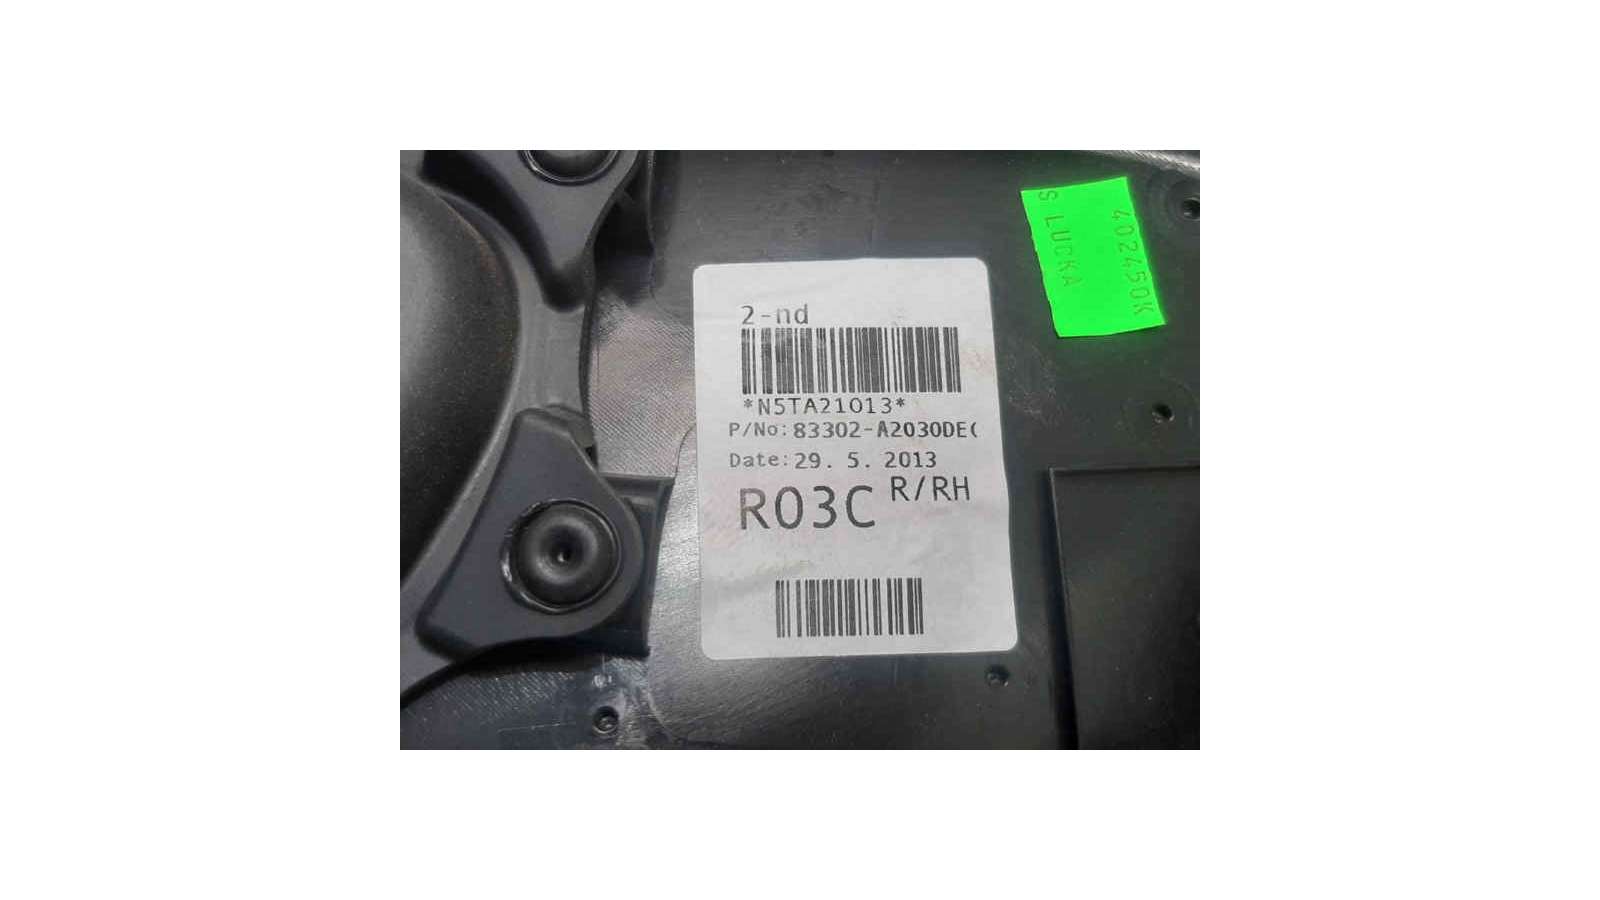 2-nd
*N5TA21013*
P/No: 83302-A2030DE(
Date: 29. 5. 2013
R03C R/RH
402450K
S LUCKA